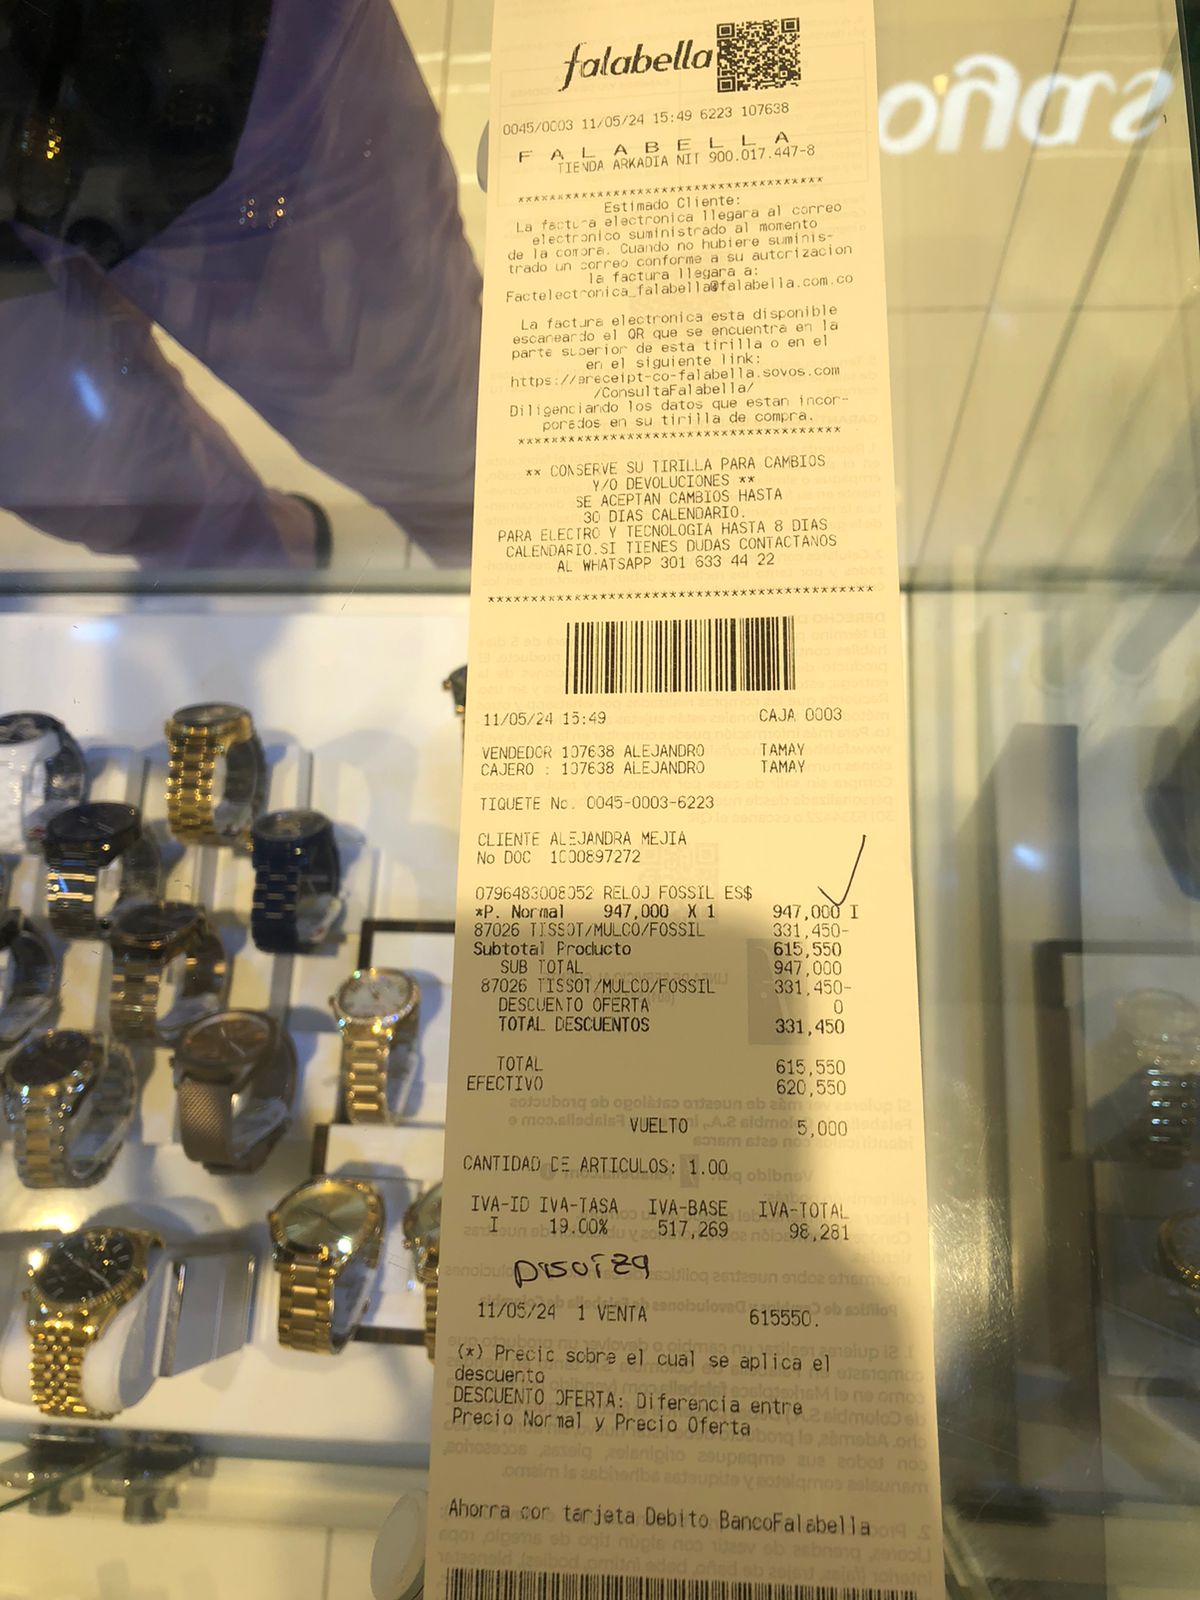 falabella
0045/0003 11/05/24 15:49 6223 107638
F A L A B E L L A
TIENDA ARKADIA NIT 900.017.447-8
************************************
Estimado Cliente:
La factura electronica llegara al correo
electronico suministrado al momento
de la compra. Cuando no hubiere suminis-
trado un correo conforme a su autorizacion
la factura llegara a:
Factelectronica_falabella@falabella.com.co
La factura electronica esta disponible
escaneando el QR que se encuentra en la
parte superior de esta tirilla o en el
en el siguiente link:
https://ereceipt-co-falabella.sovos.com
/ConsultaFalabella/
Diligenciando los datos que estan incor-
porados en su tirilla de compra.
************************************
** CONSERVE SU TIRILLA PARA CAMBIOS
Y/O DEVOLUCIONES **
SE ACEPTAN CAMBIOS HASTA
30 DIAS CALENDARIO.
PARA ELECTRO Y TECNOLOGIA HASTA 8 DIAS
CALENDARIO.SI TIENES DUDAS CONTACTANOS
AL WHATSAPP 301 633 44 22
******************************************
11/05/24 15:49 CAJA 0003
VENDEDOR 107638 ALEJANDRO TAMAY
CAJERO : 107638 ALEJANDRO TAMAY
TIQUETE No. 0045-0003-6223
CLIENTE ALEJANDRA MEJIA
No DOC 1000897272
0796483008052 RELOJ FOSSIL ES$
*P. Normal 947,000 X 1 947,000 I
87026 TISSOT/MULCO/FOSSIL 331,450-
Subtotal Producto 615,550
SUB TOTAL 947,000
87026 TISSOT/MULCO/FOSSIL 331,450-
DESCUENTO OFERTA 0
TOTAL DESCUENTOS 331,450
TOTAL 615,550
EFECTIVO 620,550
VUELTO 5,000
CANTIDAD DE ARTICULOS: 1.00
IVA-ID IVA-TASA IVA-BASE IVA-TOTAL
I 19.00% 517,269 98,281
11/05/24 1 VENTA 615550.
(*) Precio sobre el cual se aplica el
descuento
DESCUENTO OFERTA: Diferencia entre
Precio Normal y Precio Oferta
Ahorra con tarjeta Debito BancoFalabella